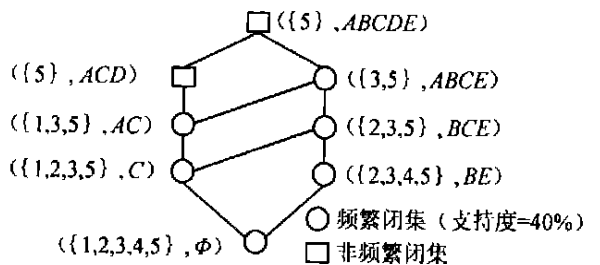 ({5},ABCDE)
({5},ACD)
({3,5},ABCE)
({1,3,5},AC)
({2,3,5},BCE)
({1,2,3,5},C)
({2,3,4,5},BE)
频繁闭集(支持度=40%)
({1,2,3,4,5},Φ)
非频繁闭集